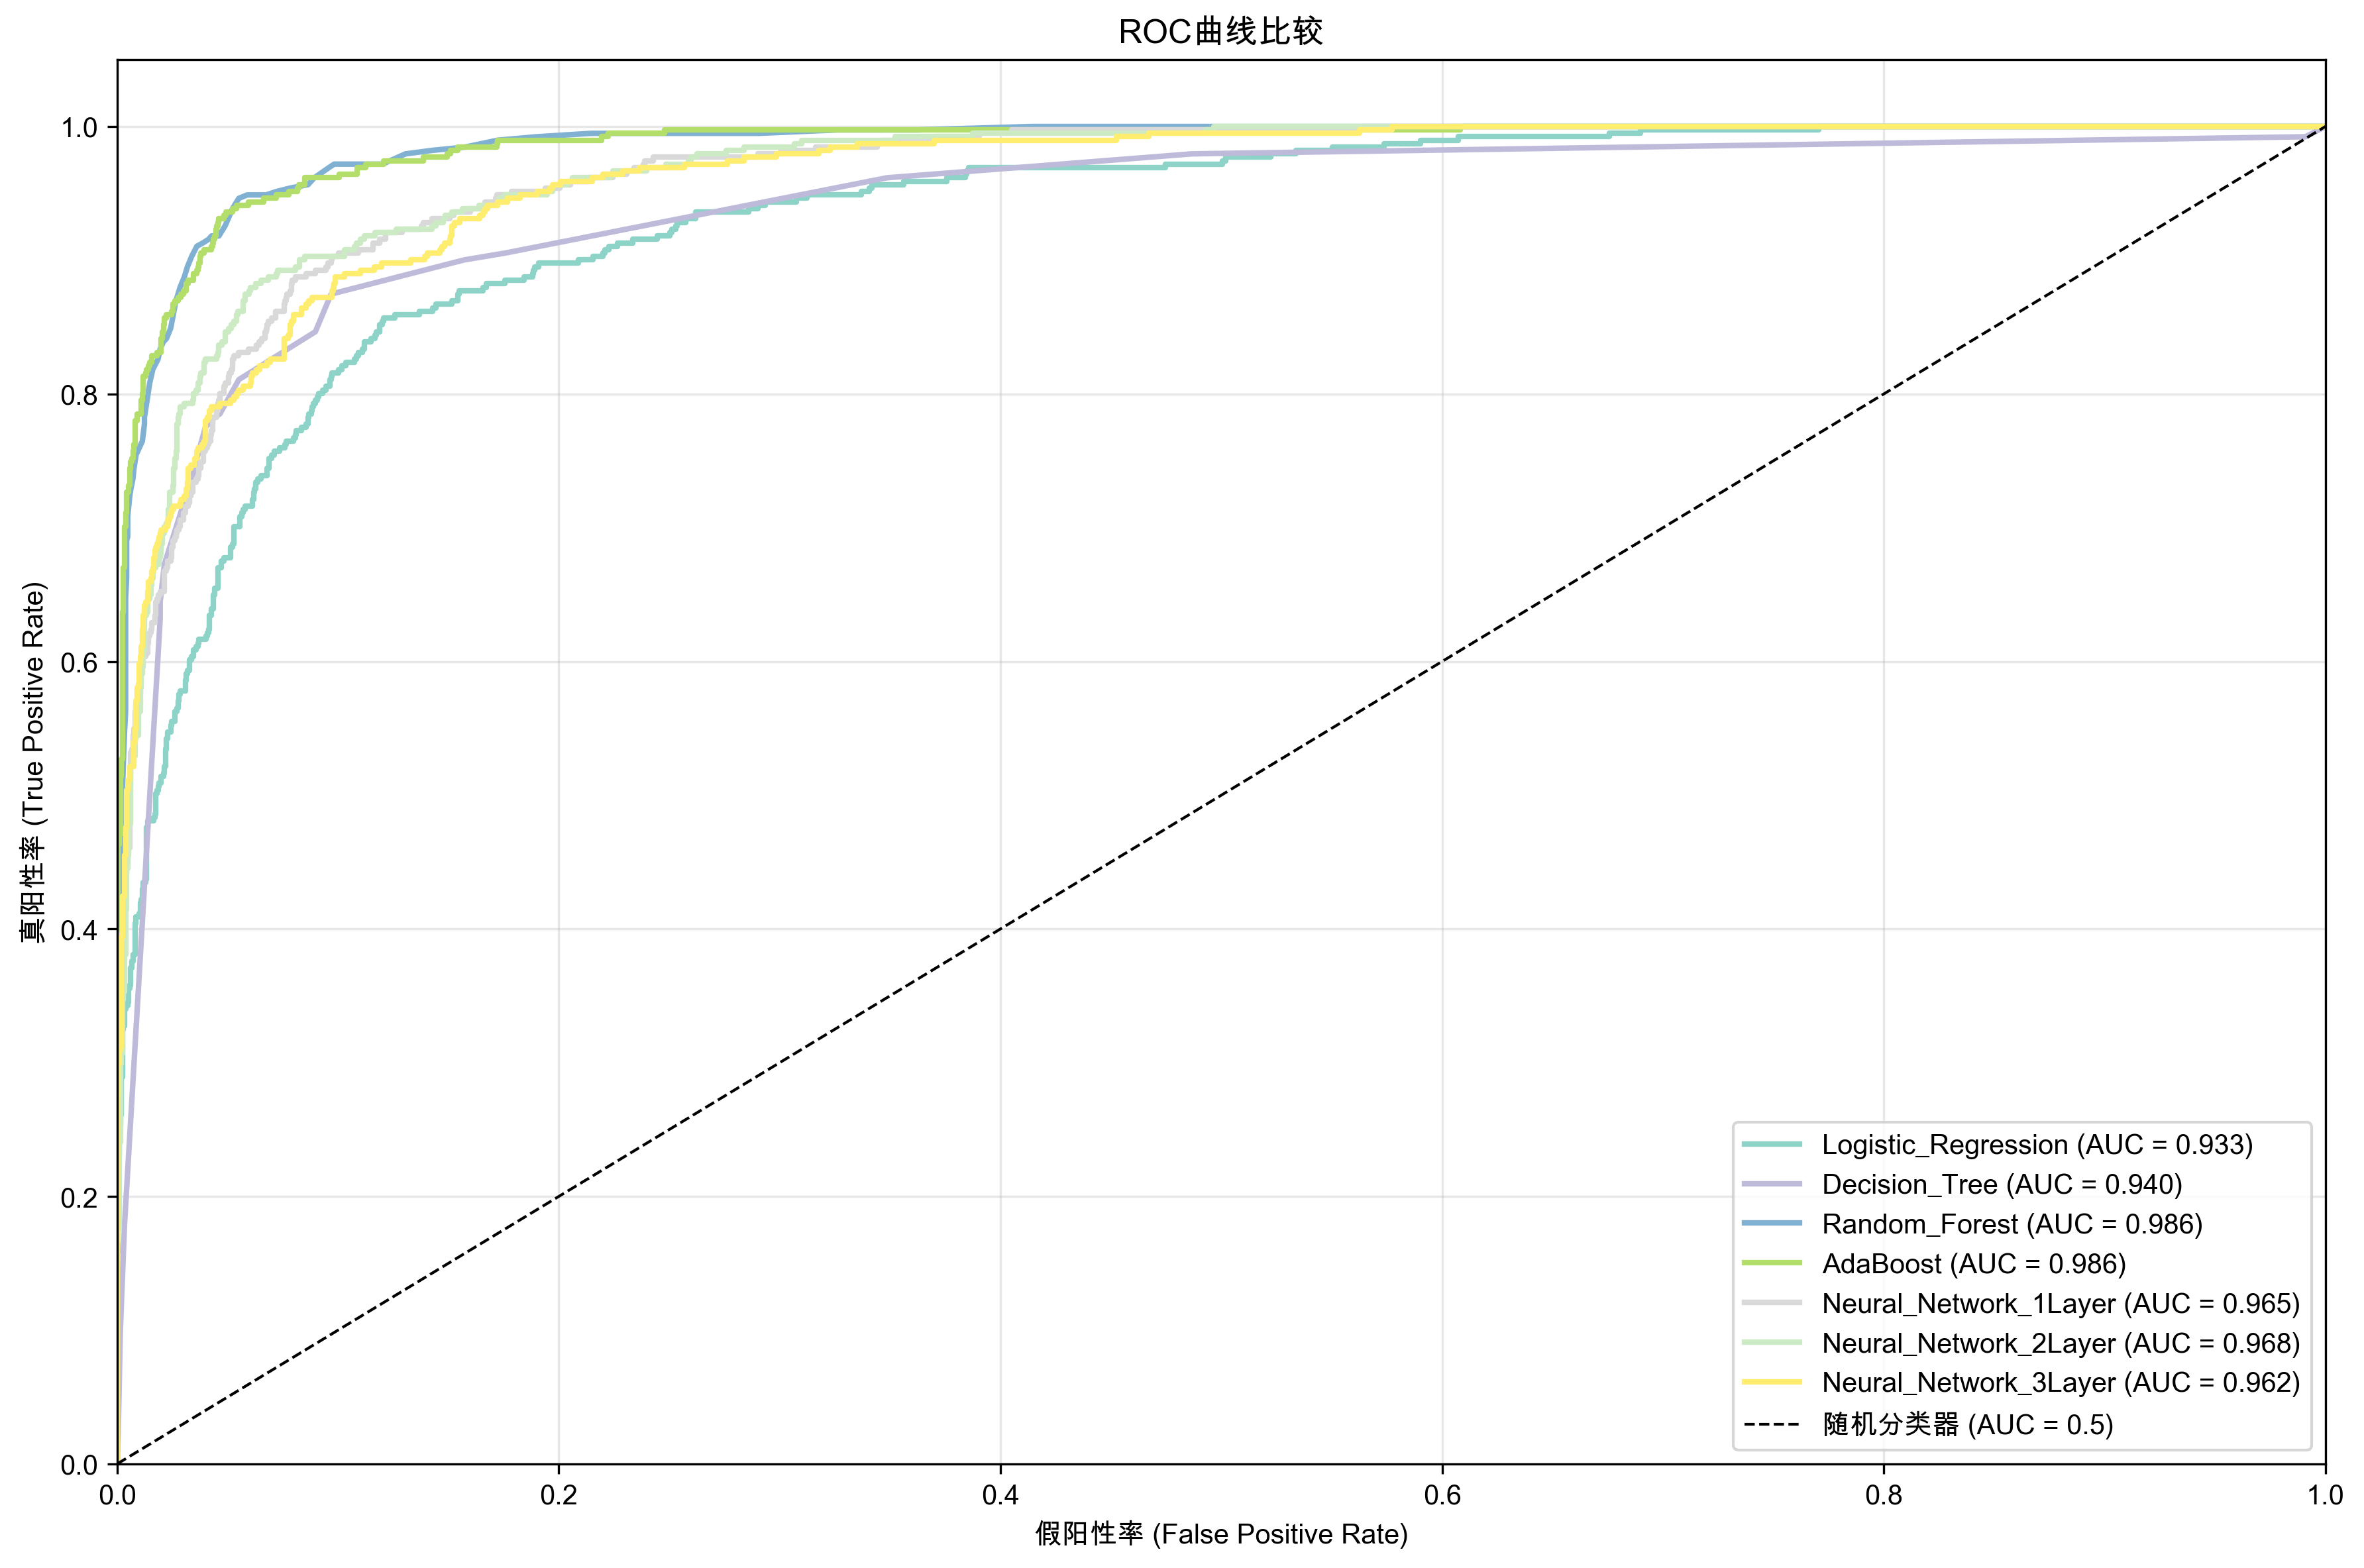 ROC曲线比较
真阳性率 (True Positive Rate)
1.0
0.8
0.6
0.4
0.2
0.0
0.0 0.2 0.4 0.6 0.8 1.0
假阳性率 (False Positive Rate)
Logistic_Regression (AUC = 0.933)
Decision_Tree (AUC = 0.940)
Random_Forest (AUC = 0.986)
AdaBoost (AUC = 0.986)
Neural_Network_1Layer (AUC = 0.965)
Neural_Network_2Layer (AUC = 0.968)
Neural_Network_3Layer (AUC = 0.962)
随机分类器 (AUC = 0.5)